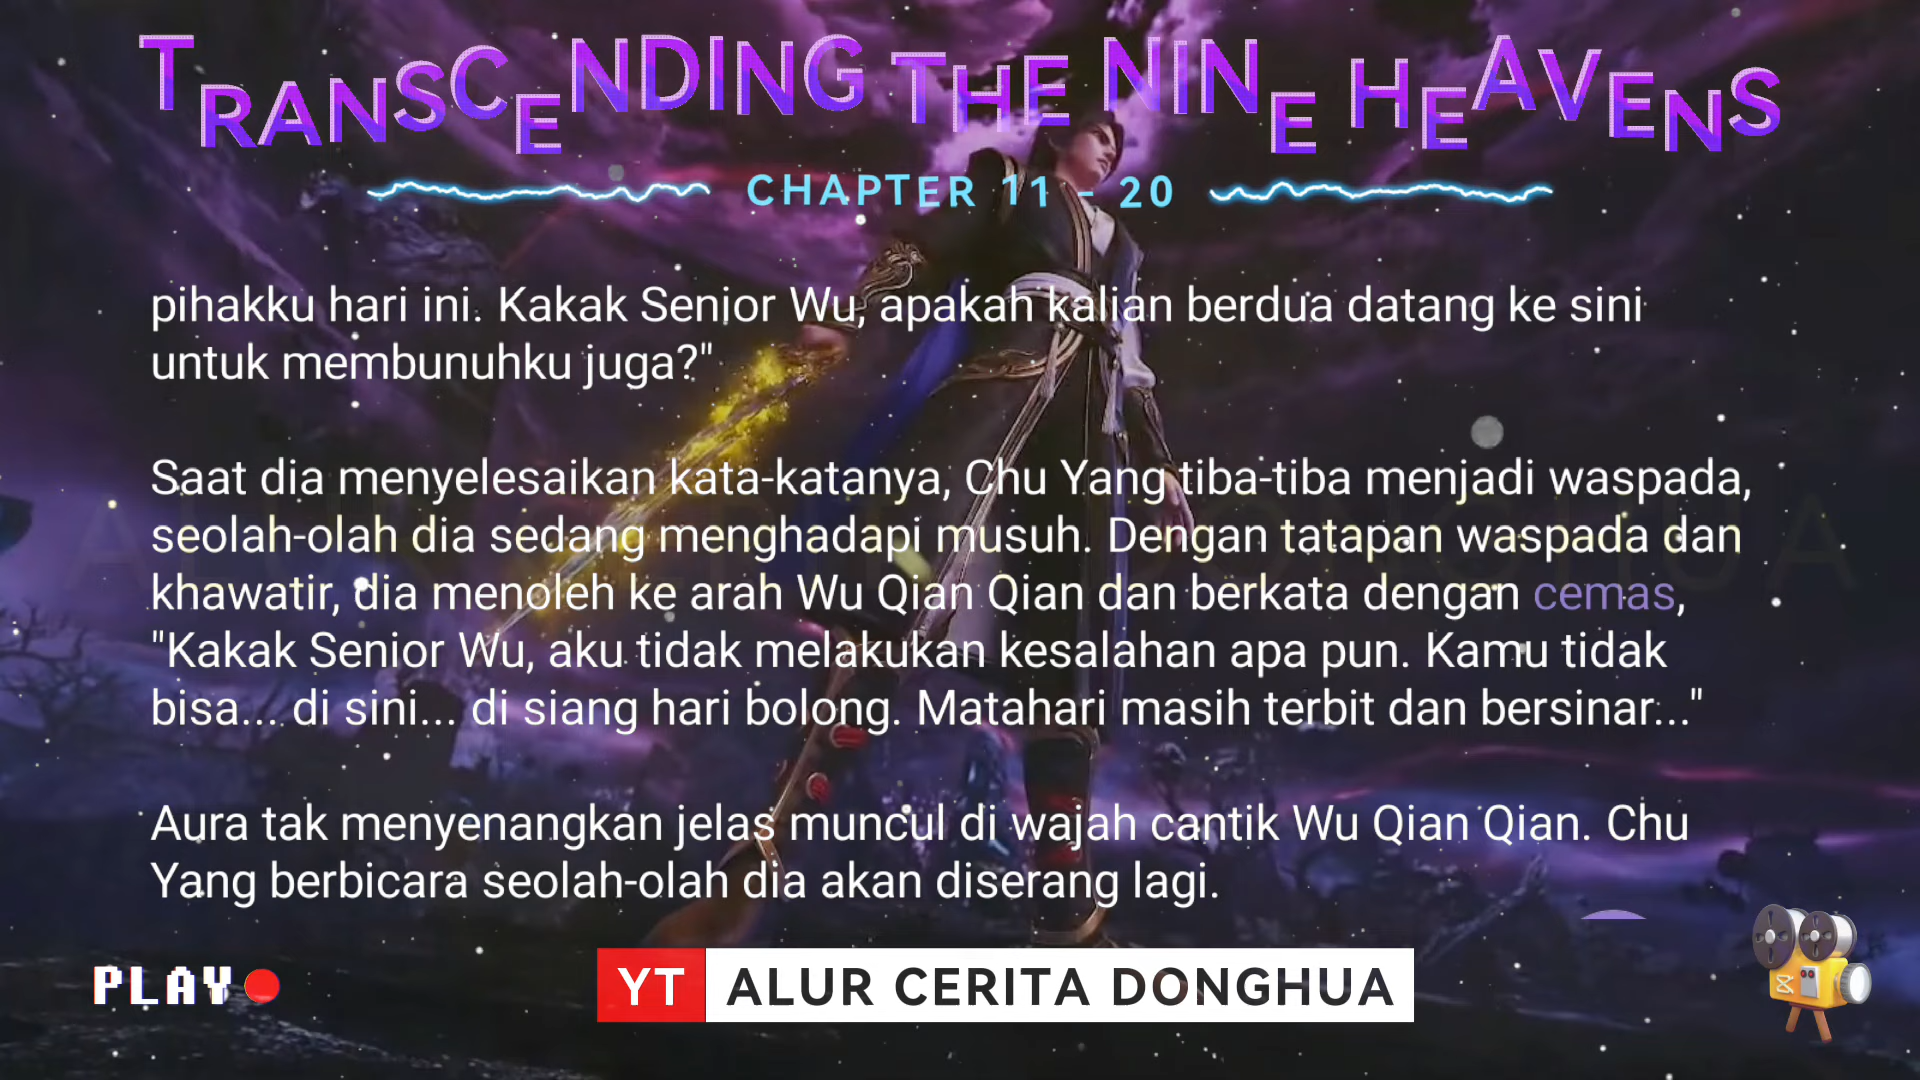 TRANSCENDING THE NINE HEAVENS
CHAPTER 11 - 20
pihakku hari ini. Kakak Senior Wu, apakah kalian berdua datang ke sini
untuk membunuhku juga?"
Saat dia menyelesaikan kata-katanya, Chu Yang tiba-tiba menjadi waspada,
seolah-olah dia sedang menghadapi musuh. Dengan tatapan waspada dan
khawatir, dia menoleh ke arah Wu Qian Qian dan berkata dengan cemas,
"Kakak Senior Wu, aku tidak melakukan kesalahan apa pun. Kamu tidak
bisa... di sini... di siang hari bolong. Matahari masih terbit dan bersinar..."
Aura tak menyenangkan jelas muncul di wajah cantik Wu Qian Qian. Chu
Yang berbicara seolah-olah dia akan diserang lagi.
PLAY
YT ALUR CERITA DONGHUA